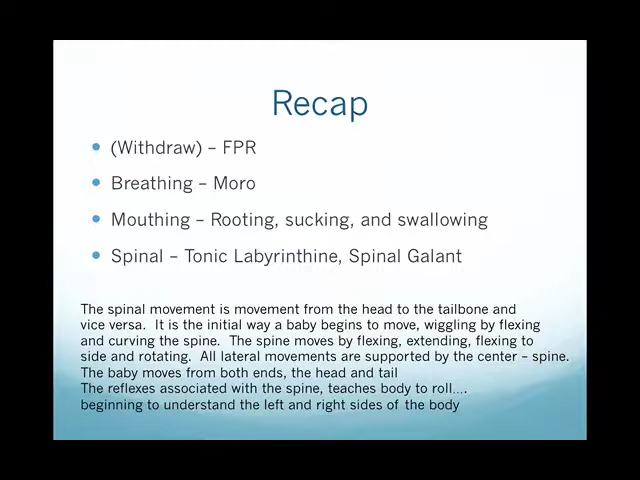 Recap
(Withdraw) – FPR
Breathing – Moro
Mouthing – Rooting, sucking, and swallowing
Spinal – Tonic Labyrinthine, Spinal Galant
The spinal movement is movement from the head to the tailbone and
vice versa.  It is the initial way a baby begins to move, wiggling by flexing
and curving the spine.  The spine moves by flexing, extending, flexing to
side and rotating.  All lateral movements are supported by the center – spine.
The baby moves from both ends, the head and tail
The reflexes associated with the spine, teaches body to roll....
beginning to understand the left and right sides of the body